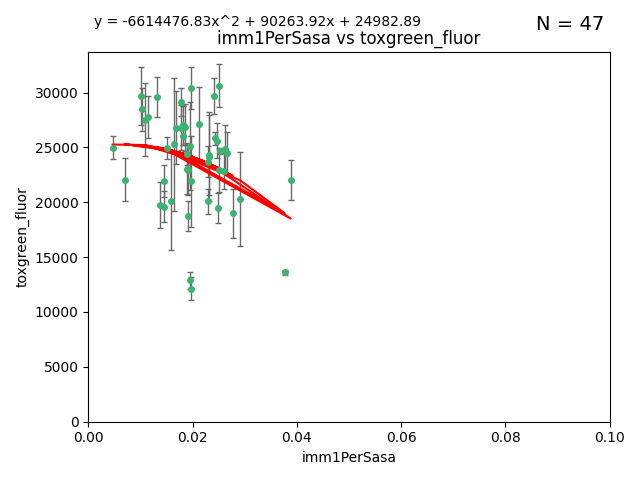 y = -6614476.83x^2 + 90263.92x + 24982.89
N = 47
imm1PerSasa vs toxgreen_fluor
30000
25000
20000
15000
10000
5000
0
toxgreen_fluor
0.00 0.02 0.04 0.06 0.08 0.10
imm1PerSasa